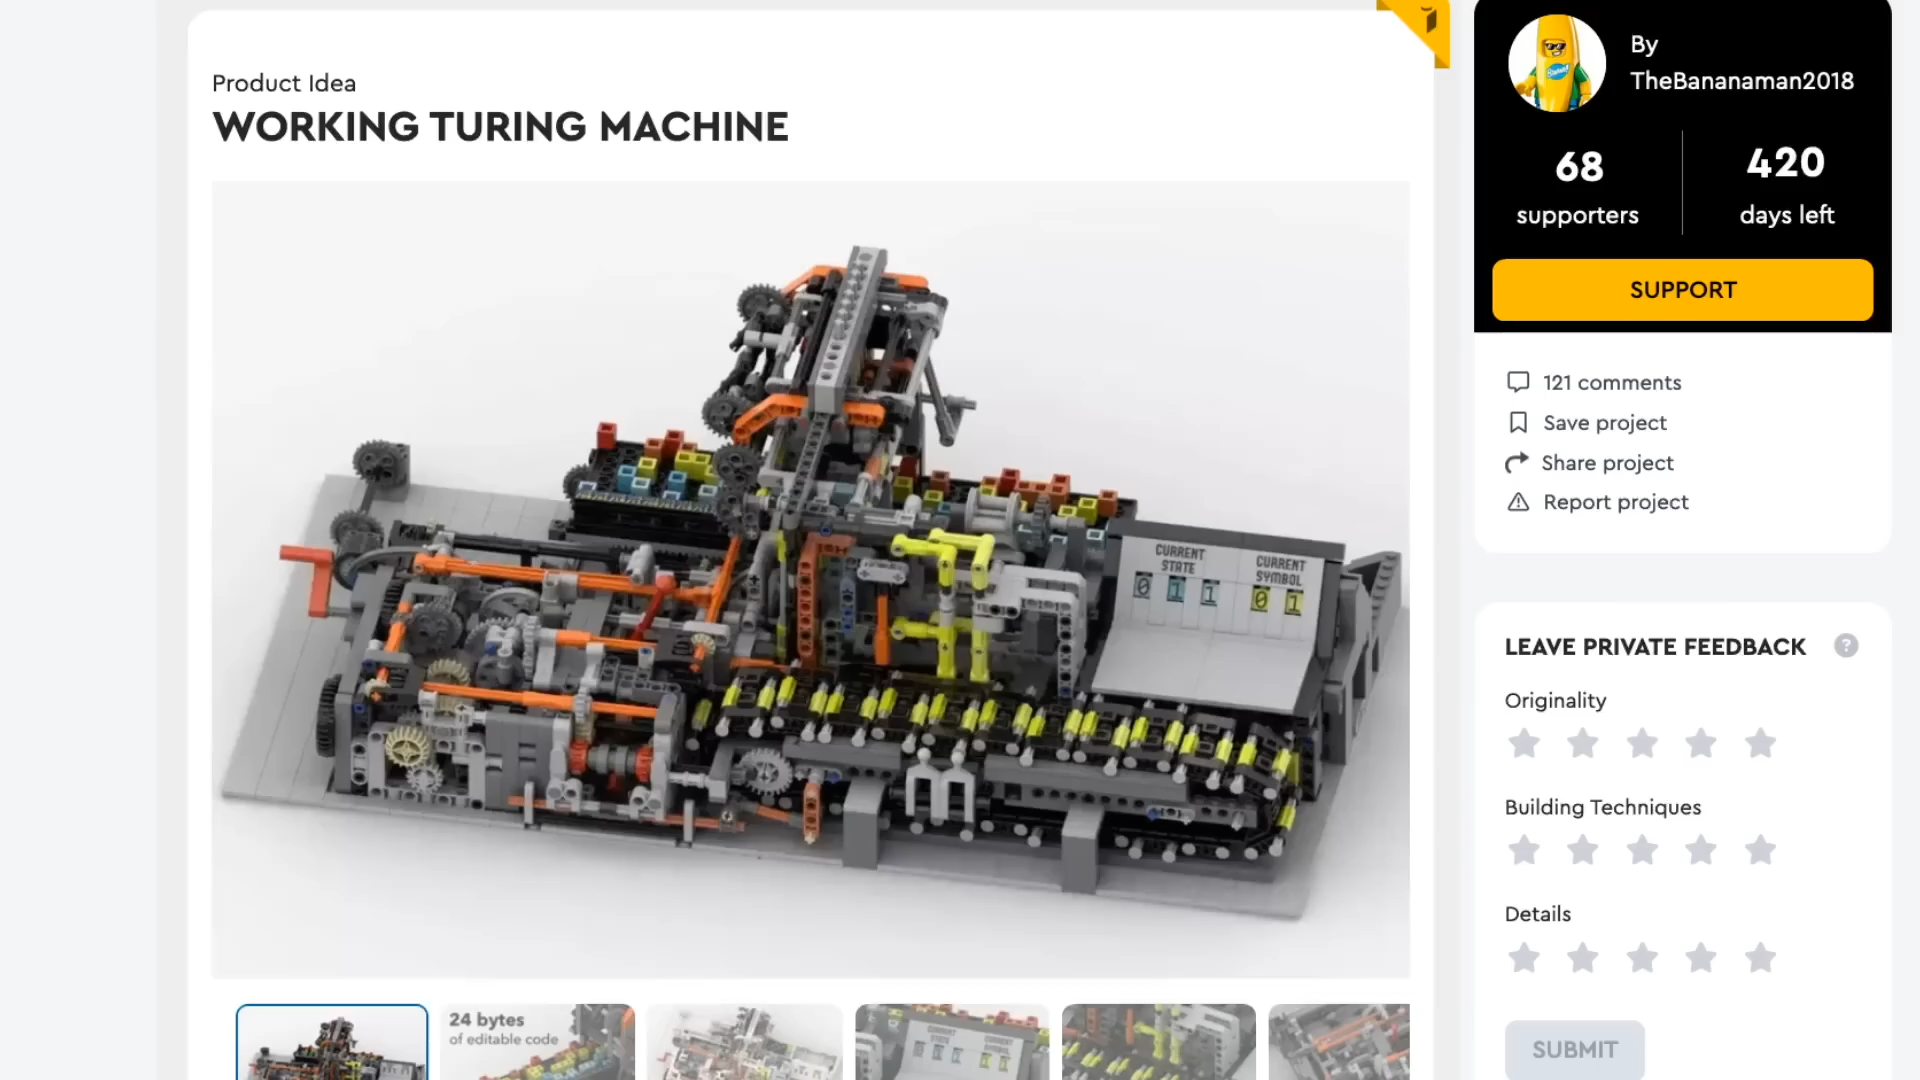 Product Idea
WORKING TURING MACHINE
By
TheBananaman2018
68
supporters
420
days left
SUPPORT
121 comments
Save project
Share project
Report project
CURRENT
STATE
0 1 1
CURRENT
SYMBOL
0 1
LEAVE PRIVATE FEEDBACK ?
Originality
Building Techniques
Details
SUBMIT
24 bytes
of editable code